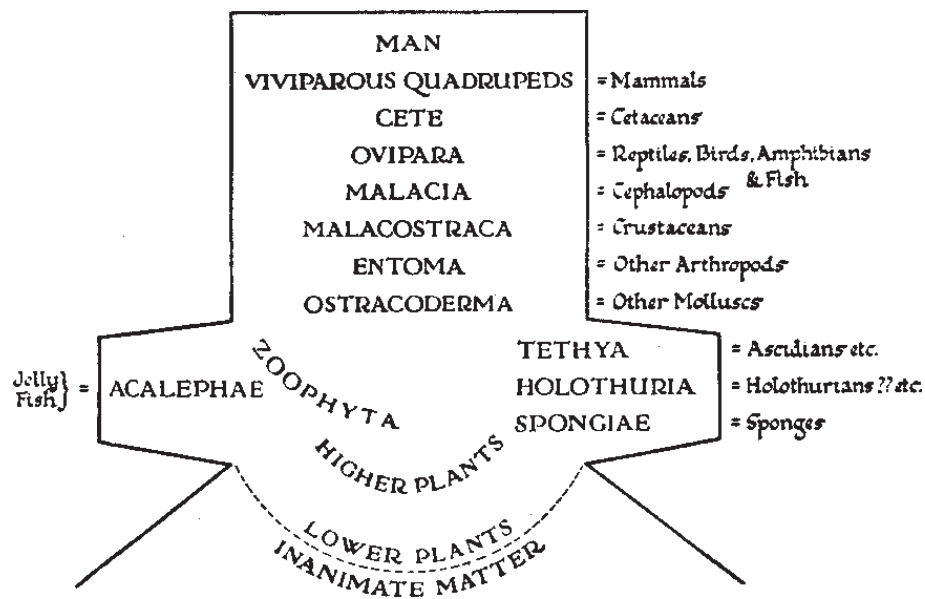 MAN
VIVIPAROUS QUADRUPEDS = Mammals
CETE = Cetaceans
OVIPARA = Reptiles, Birds, Amphibians & Fish
MALACIA = Cephalopods
MALACOSTRACA = Crustaceans
ENTOMA = Other Arthropods
OSTRACODERMA = Other Molluscs
ZOOPHYTA
TETHYA = Ascidians etc.
Jelly Fish} = ACALEPHAE
HOLOTHURIA = Holothurians ?? etc.
SPONGIAE = Sponges
HIGHER PLANTS
LOWER PLANTS
INANIMATE MATTER